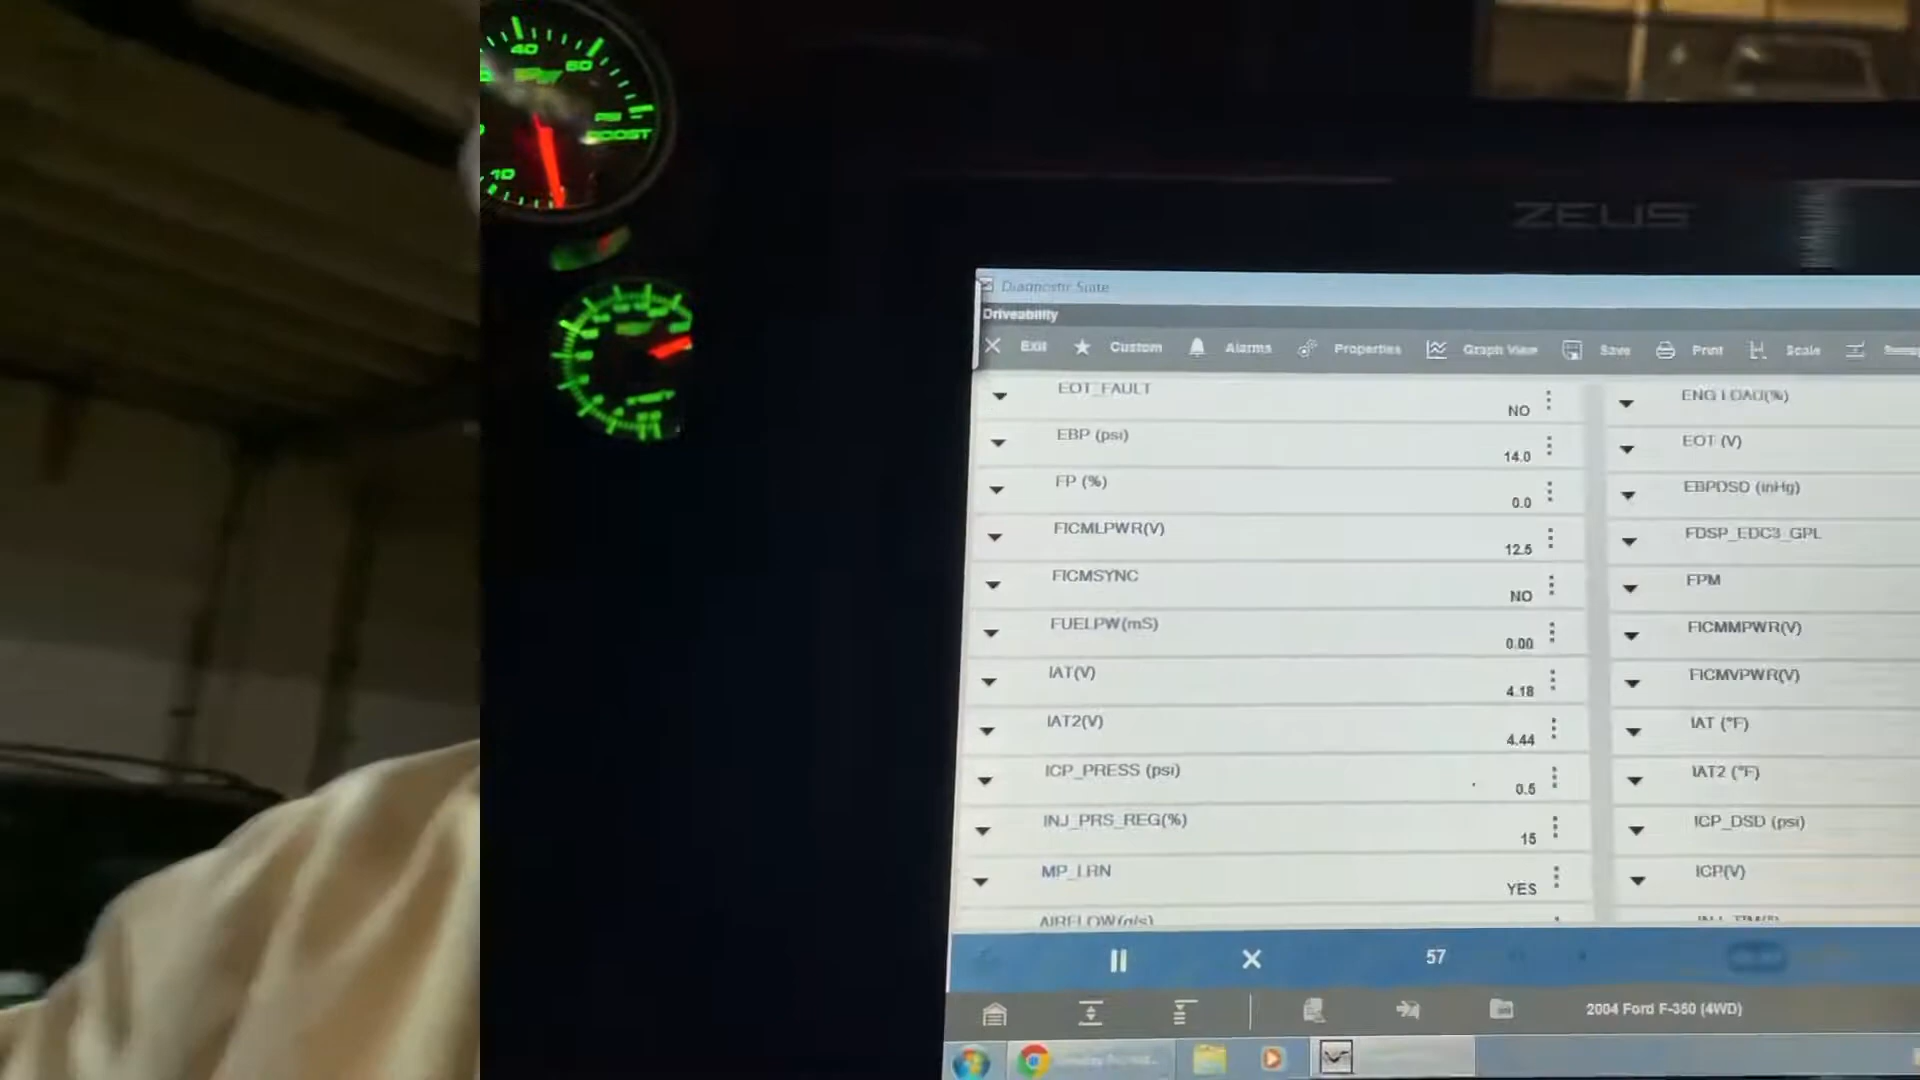 40
60
PSI
BOOST
10
ZEUS
Diagnostic Suite
Driveability
Exit
Custom
Alarms
Properties
Graph View
Save
Print
Scale
EOT_FAULT
NO
ENG LOAD(%)
EBP (psi)
14.0
EOT (V)
FP (%)
0.0
EBPDSD (inHg)
FICMLPWR(V)
12.5
FDSP_EDC3_GPL
FICMSYNC
NO
FPM
FUELPW(mS)
0.00
FICMMPWR(V)
IAT(V)
4.18
FICMVPWR(V)
IAT2(V)
4.44
IAT (°F)
ICP_PRESS (psi)
0.5
IAT2 (°F)
INJ_PRS_REG(%)
15
ICP_DSD (psi)
MP_LRN
YES
ICP(V)
AIRFLOW(g/s)
57
2004 Ford F-350 (4WD)